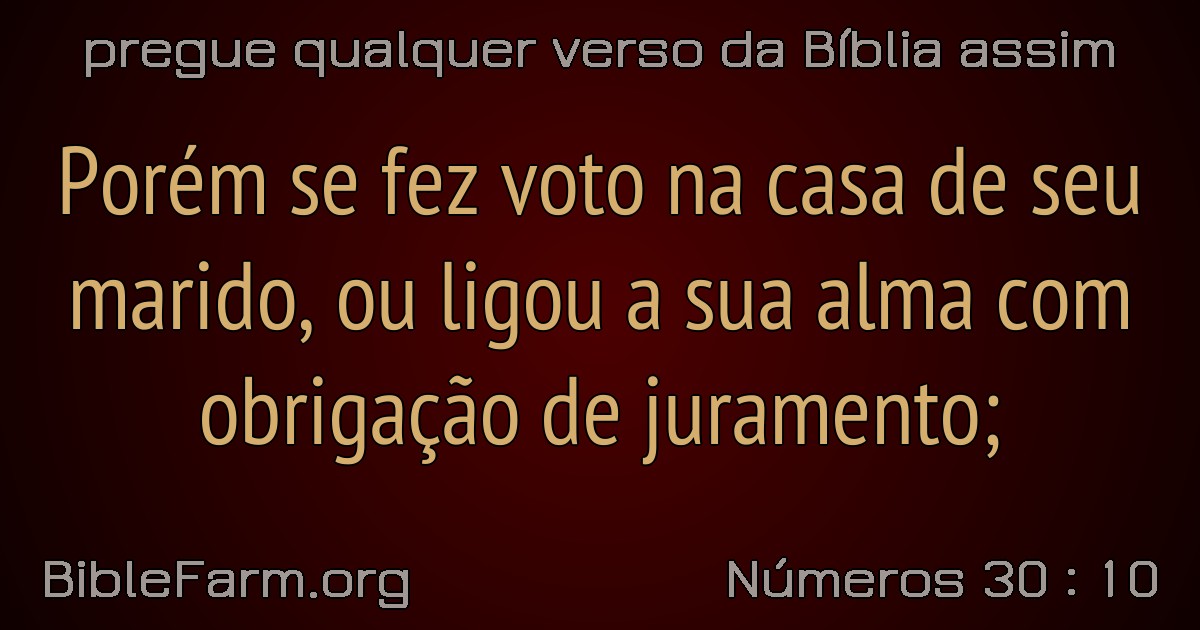 pregue qualquer verso da Bíblia assim
Porém se fez voto na casa de seu
marido, ou ligou a sua alma com
obrigação de juramento;
BibleFarm.org
Números 30 : 10